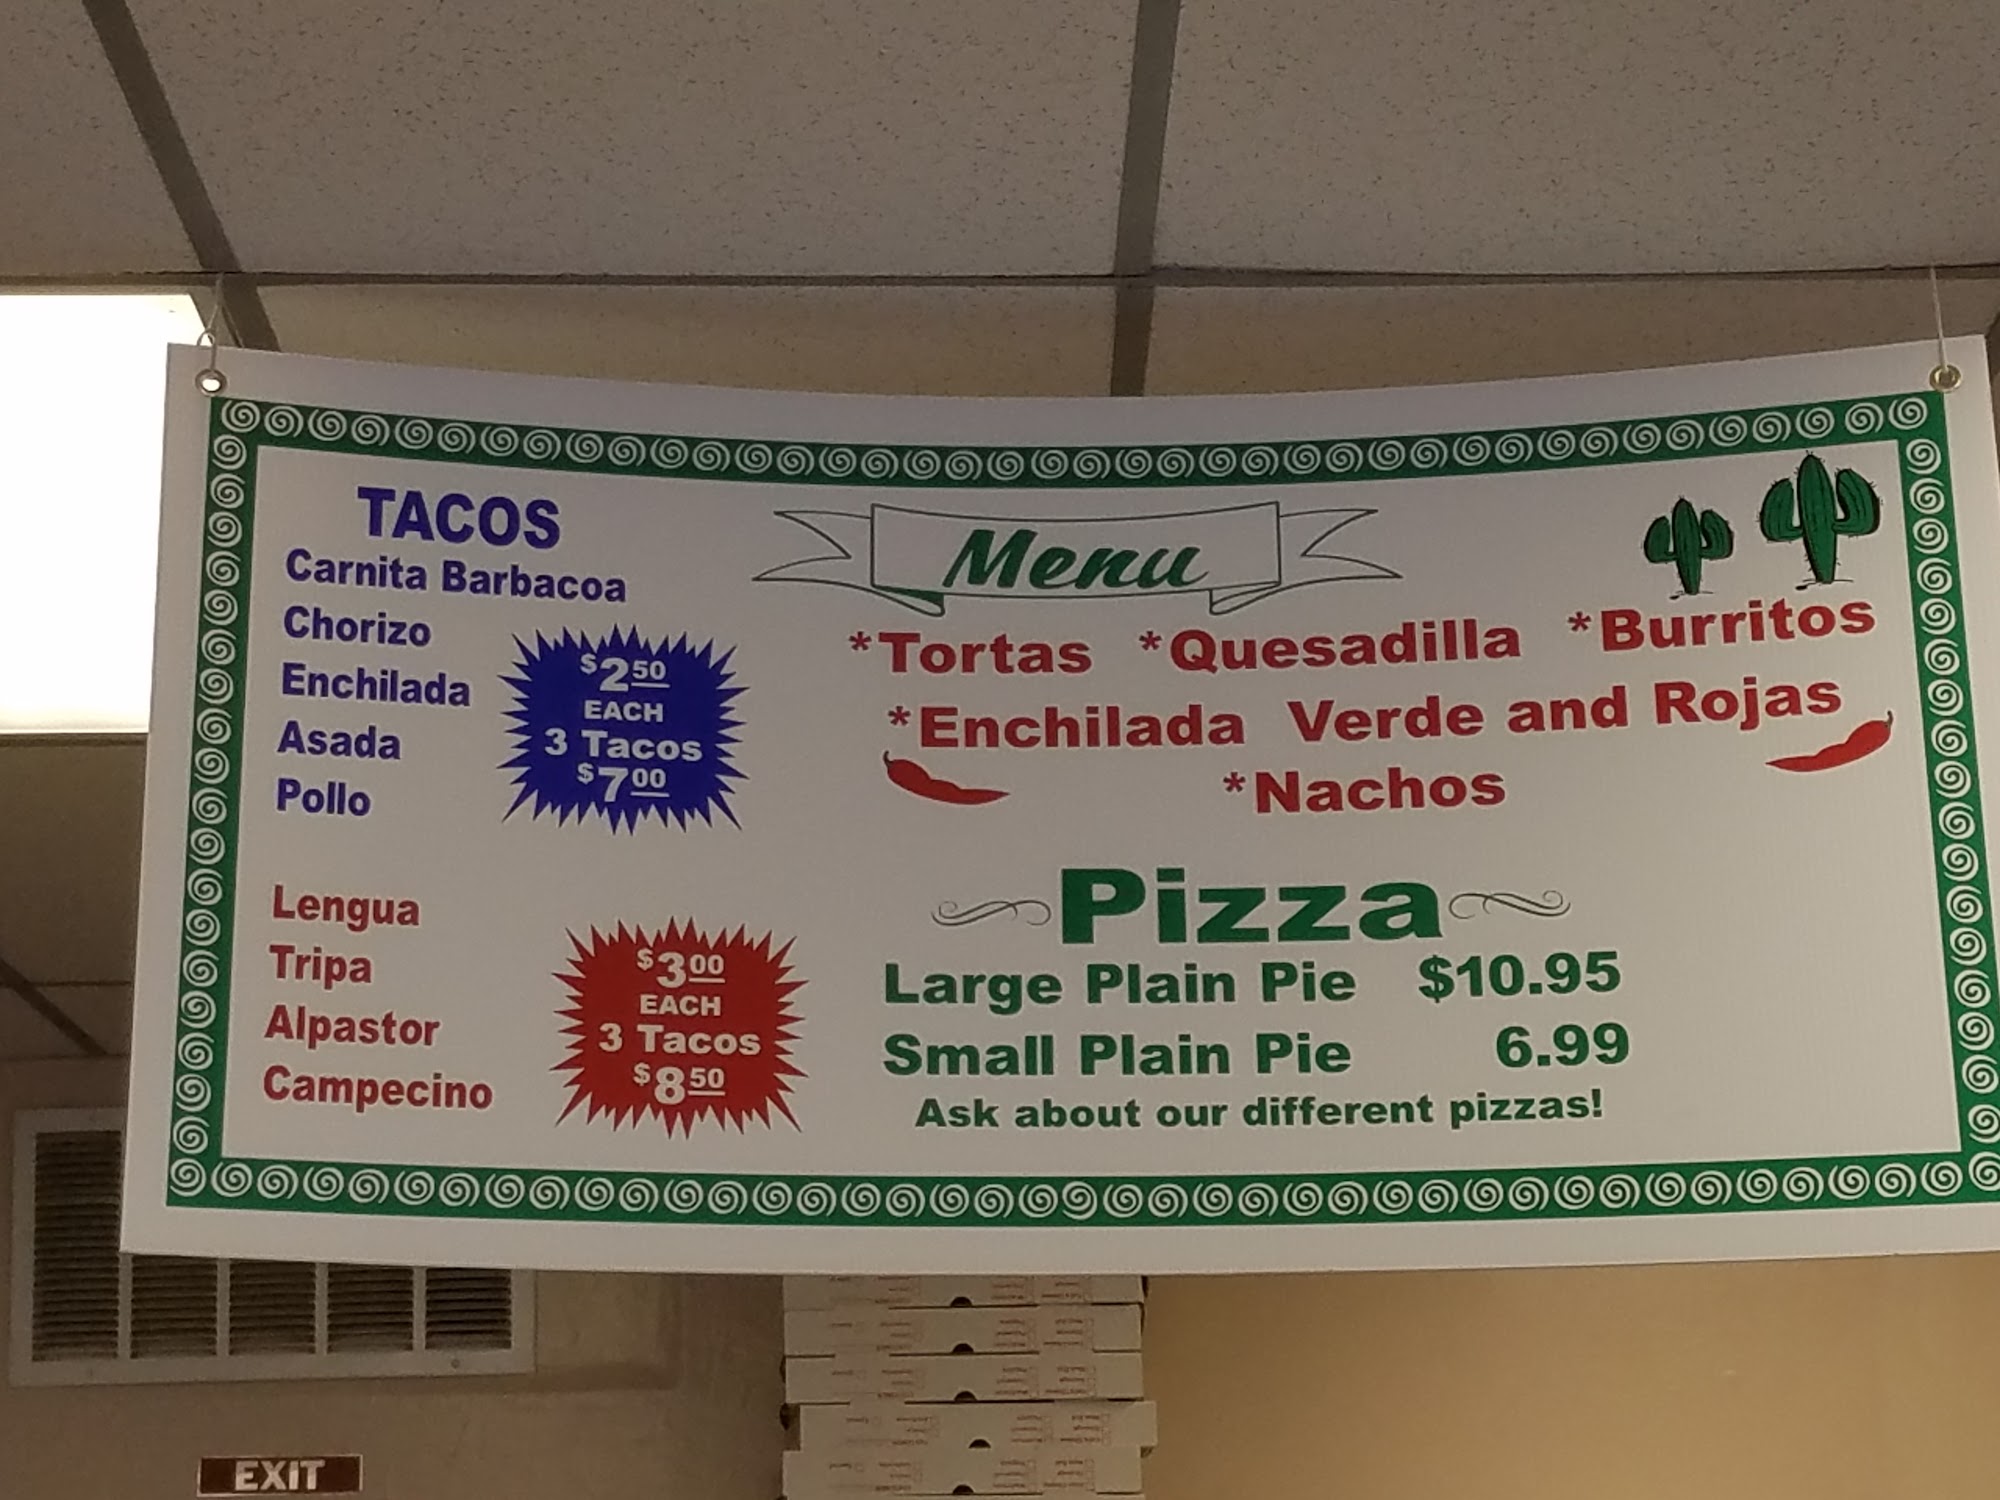 Menu
TACOS
Carnita Barbacoa
Chorizo
Enchilada
Asada
Pollo
$2.50
EACH
3 Tacos
$7.00
Lengua
Tripa
Alpastor
Campecino
$3.00
EACH
3 Tacos
$8.50
*Tortas *Quesadilla *Burritos
*Enchilada Verde and Rojas
*Nachos
Pizza
Large Plain Pie $10.95
Small Plain Pie 6.99
Ask about our different pizzas!
EXIT